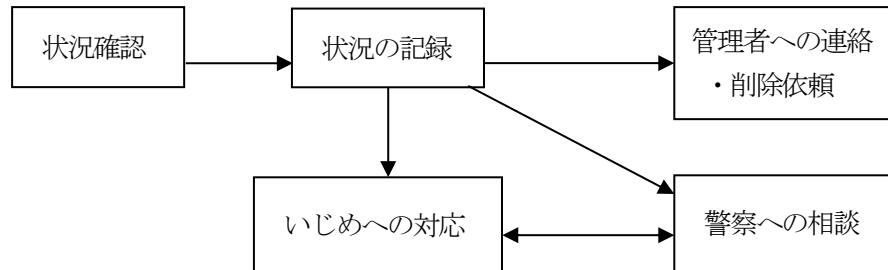 状況確認
状況の記録
管理者への連絡
・削除依頼
いじめへの対応
警察への相談